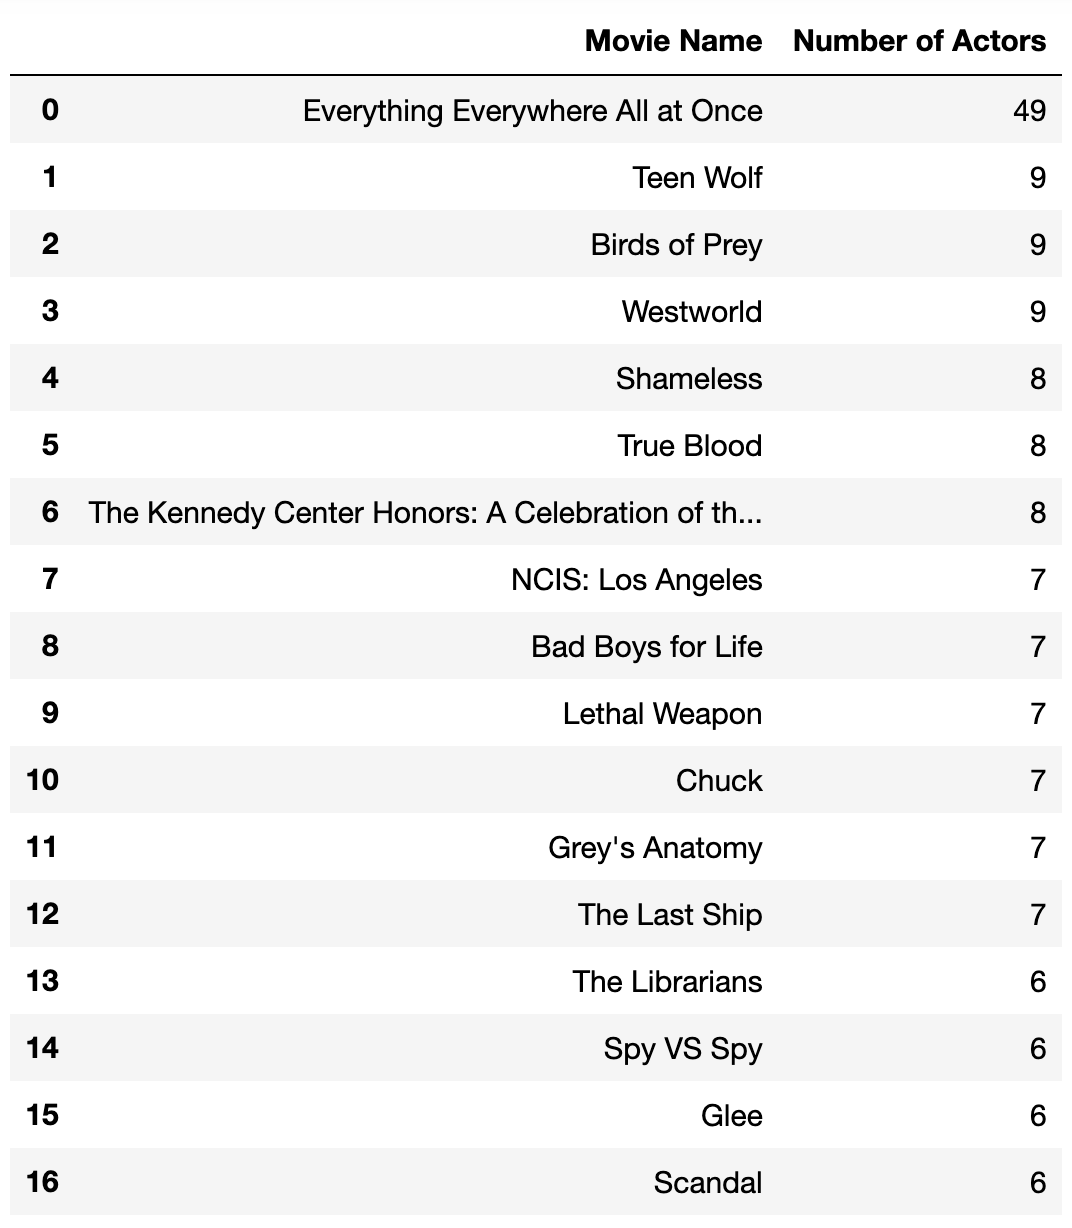 Movie Name Number of Actors
0 Everything Everywhere All at Once 49
1 Teen Wolf 9
2 Birds of Prey 9
3 Westworld 9
4 Shameless 8
5 True Blood 8
6 The Kennedy Center Honors: A Celebration of th... 8
7 NCIS: Los Angeles 7
8 Bad Boys for Life 7
9 Lethal Weapon 7
10 Chuck 7
11 Grey's Anatomy 7
12 The Last Ship 7
13 The Librarians 6
14 Spy VS Spy 6
15 Glee 6
16 Scandal 6